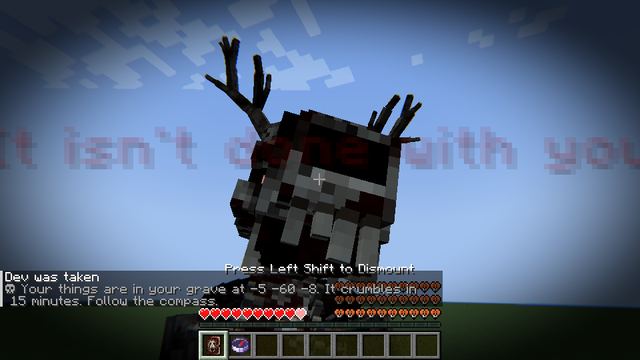 It isn't done with you
Press Left Shift to Dismount
Dev was taken
☠ Your things are in your grave at -5 -60 -8. It crumbles in
15 minutes. Follow the compass.